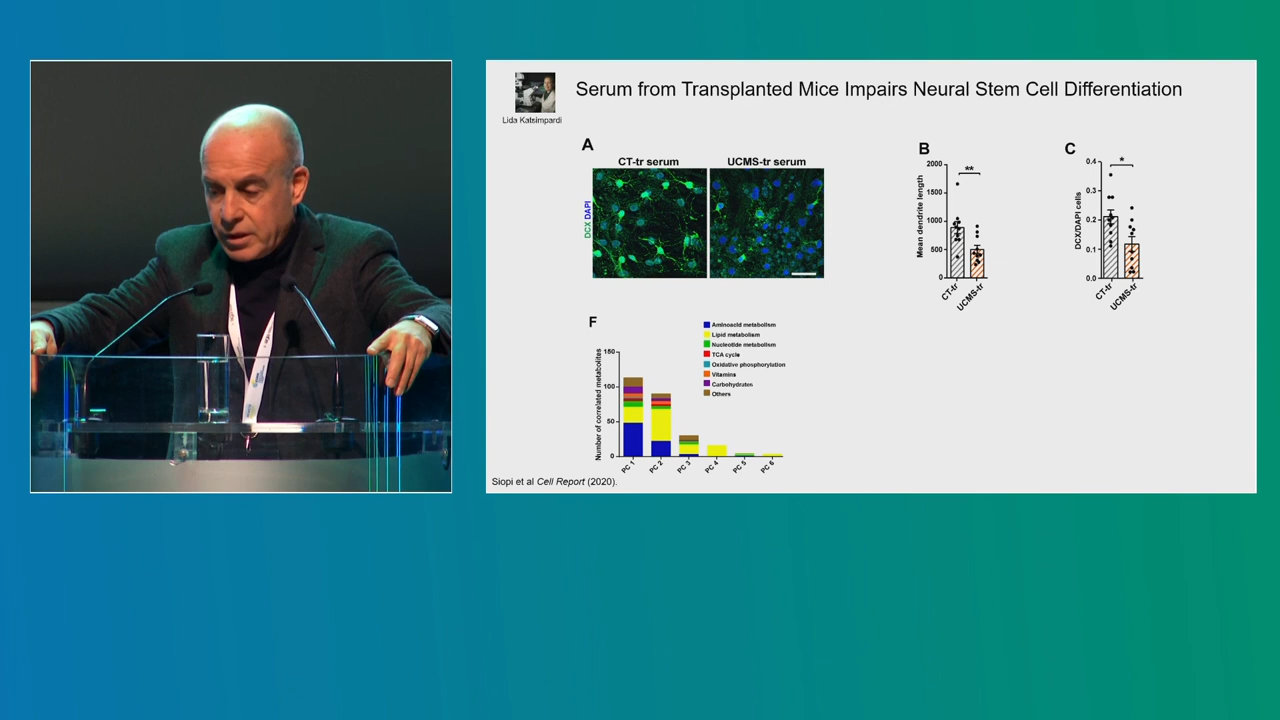 Serum from Transplanted Mice Impairs Neural Stem Cell Differentiation
Lida Katsimpardi
A
CT-tr serum
UCMS-tr serum
DCX DAPI
B
**
Mean dendrite length
2000
1500
1000
500
0
CT-tr
UCMS-tr
C
*
DCX/DAPI cells
0.4
0.3
0.2
0.1
0.0
CT-tr
UCMS-tr
F
Number of correlated metabolites
150
100
50
0
PC 1
PC 2
PC 3
PC 4
PC 5
PC 6
Aminoacid metabolism
Lipid metabolism
Nucleotide metabolism
TCA cycle
Oxidative phosphorylation
Vitamins
Carbohydrates
Others
Siopi et al Cell Report (2020).